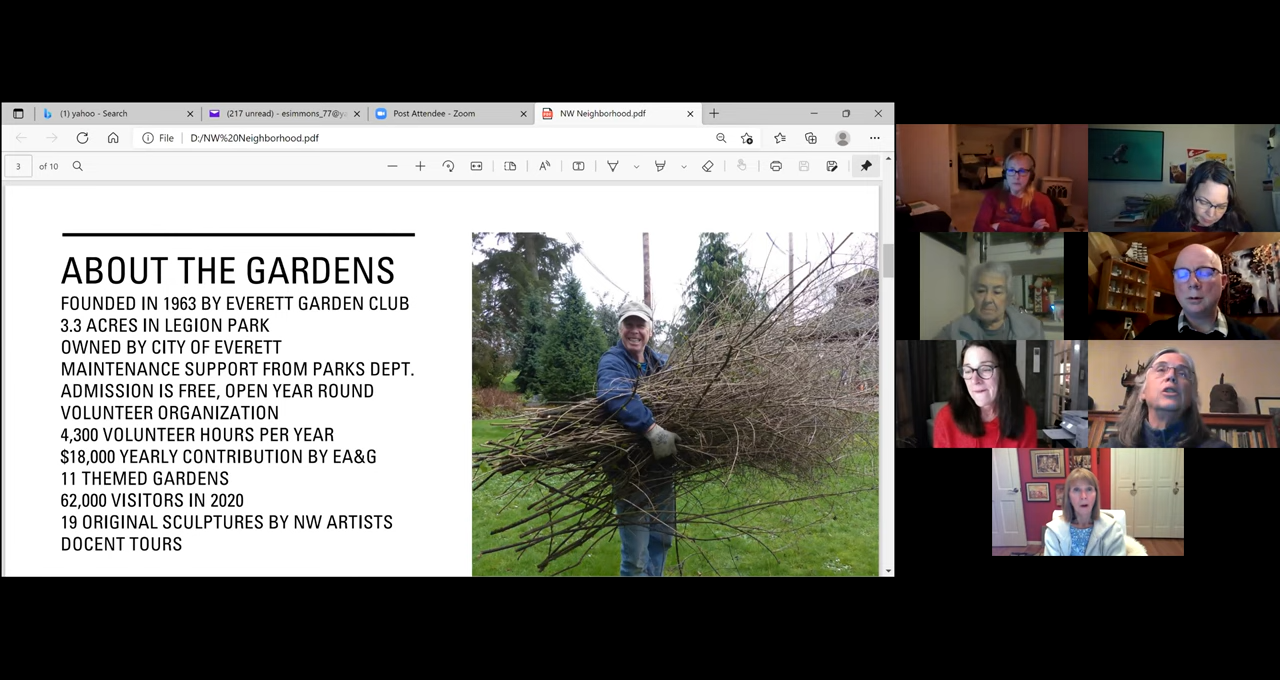 (1) yahoo - Search
(217 unread) - esimmons_77@y
Post Attendee - Zoom
NW Neighborhood.pdf
File
D:/NW%20Neighborhood.pdf
3 of 10
ABOUT THE GARDENS
FOUNDED IN 1963 BY EVERETT GARDEN CLUB
3.3 ACRES IN LEGION PARK
OWNED BY CITY OF EVERETT
MAINTENANCE SUPPORT FROM PARKS DEPT.
ADMISSION IS FREE, OPEN YEAR ROUND
VOLUNTEER ORGANIZATION
4,300 VOLUNTEER HOURS PER YEAR
$18,000 YEARLY CONTRIBUTION BY EA&G
11 THEMED GARDENS
62,000 VISITORS IN 2020
19 ORIGINAL SCULPTURES BY NW ARTISTS
DOCENT TOURS